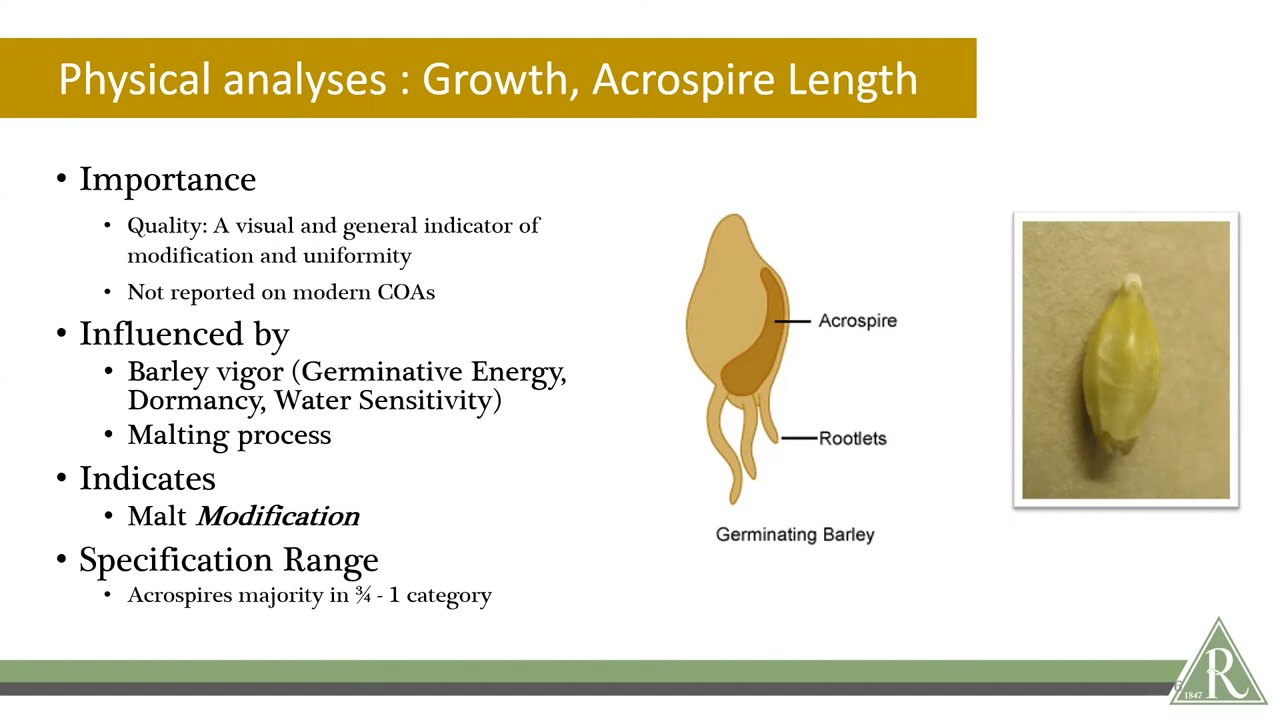 Physical analyses : Growth, Acrospire Length
• Importance
• Quality: A visual and general indicator of
modification and uniformity
• Not reported on modern COAs
• Influenced by
• Barley vigor (Germinative Energy,
Dormancy, Water Sensitivity)
• Malting process
• Indicates
• Malt Modification
• Specification Range
• Acrospires majority in ¾ - 1 category
Acrospire
Rootlets
Germinating Barley
R
1847